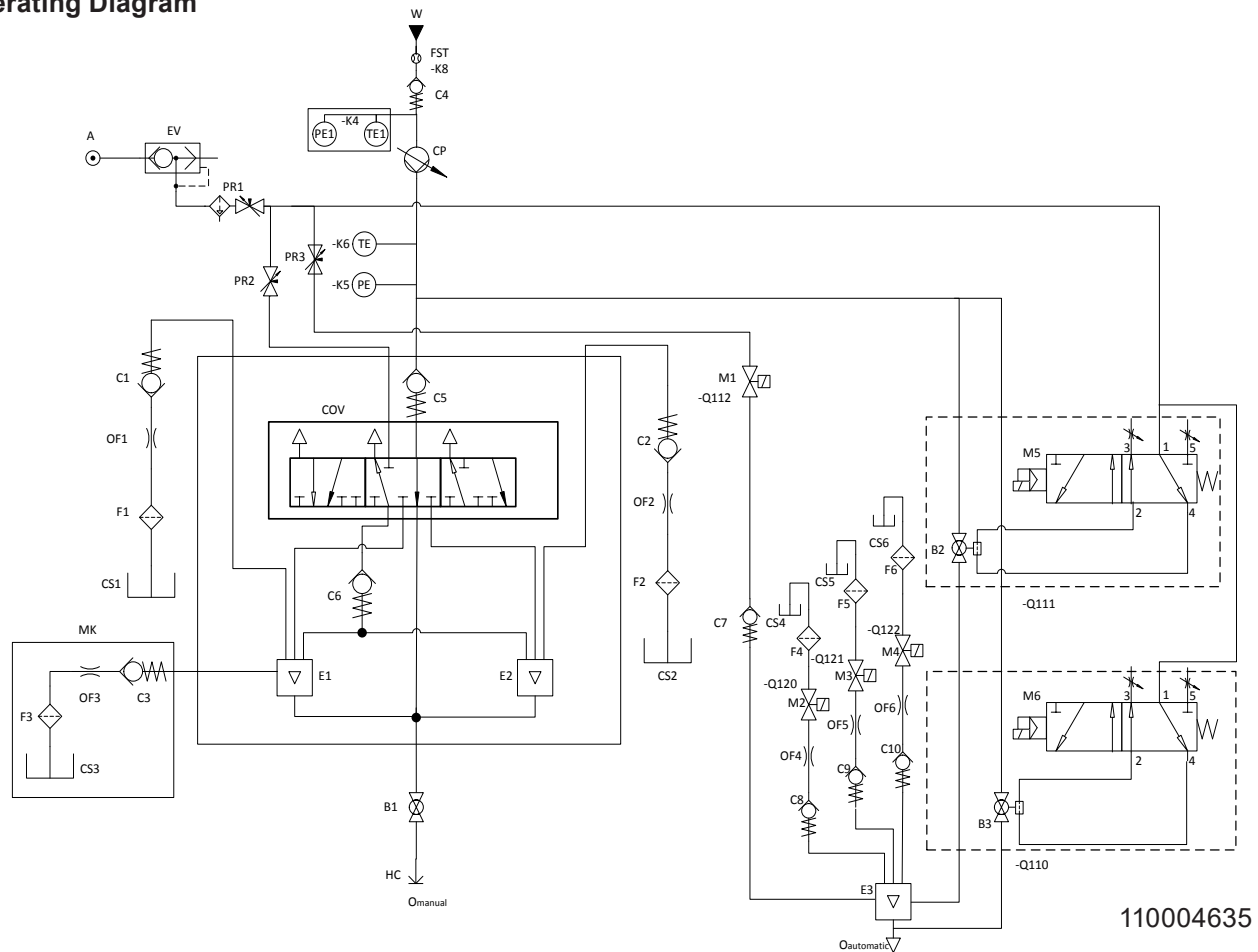 erating Diagram
W
FST
-K8
C4
-K4
PE1
TE1
CP
A
EV
PR1
PR2
PR3
-K6
TE
-K5
PE
C1
OF1
F1
CS1
COV
C5
C6
C2
OF2
F2
CS2
M1
-Q112
C7
MK
OF3
C3
F3
CS3
E1
E2
B1
HC
Omanual
CS4
F4
-Q120
M2
OF4
C8
CS5
F5
-Q121
M3
OF5
C9
CS6
F6
-Q122
M4
OF6
C10
E3
Oautomatic
M5
3
1
5
2
4
B2
-Q111
M6
3
1
5
2
4
B3
-Q110
110004635